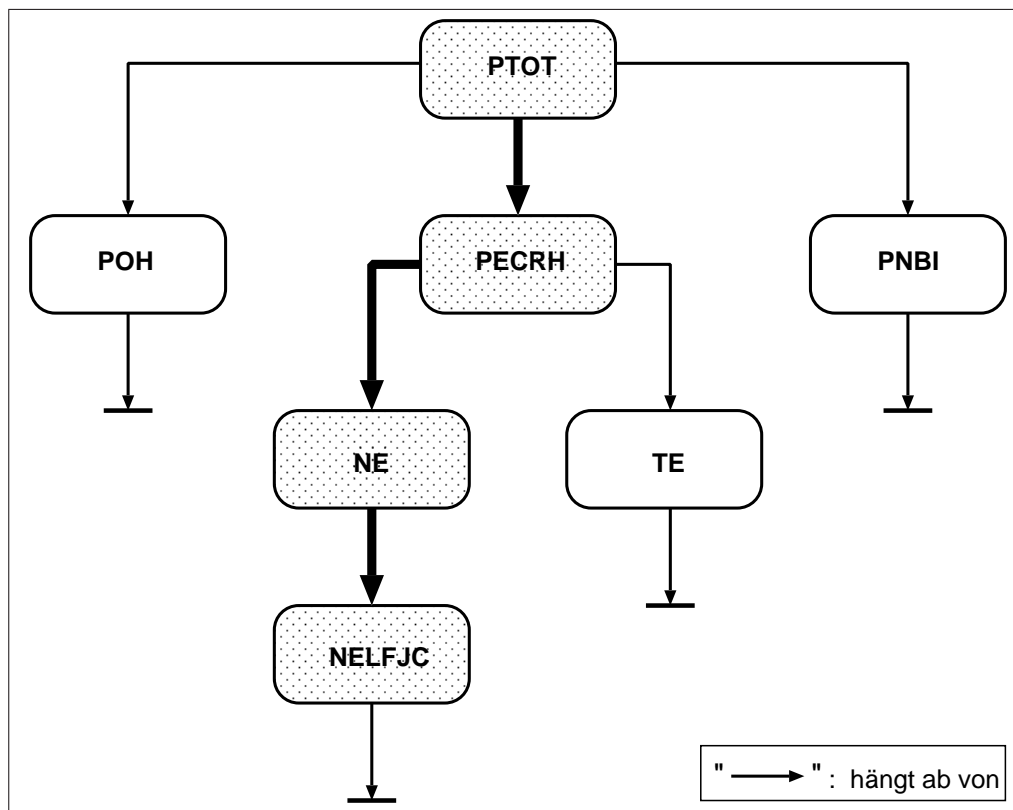 PTOT
POH
PECRH
PNBI
NE
TE
NELFJC
" " : hängt ab von